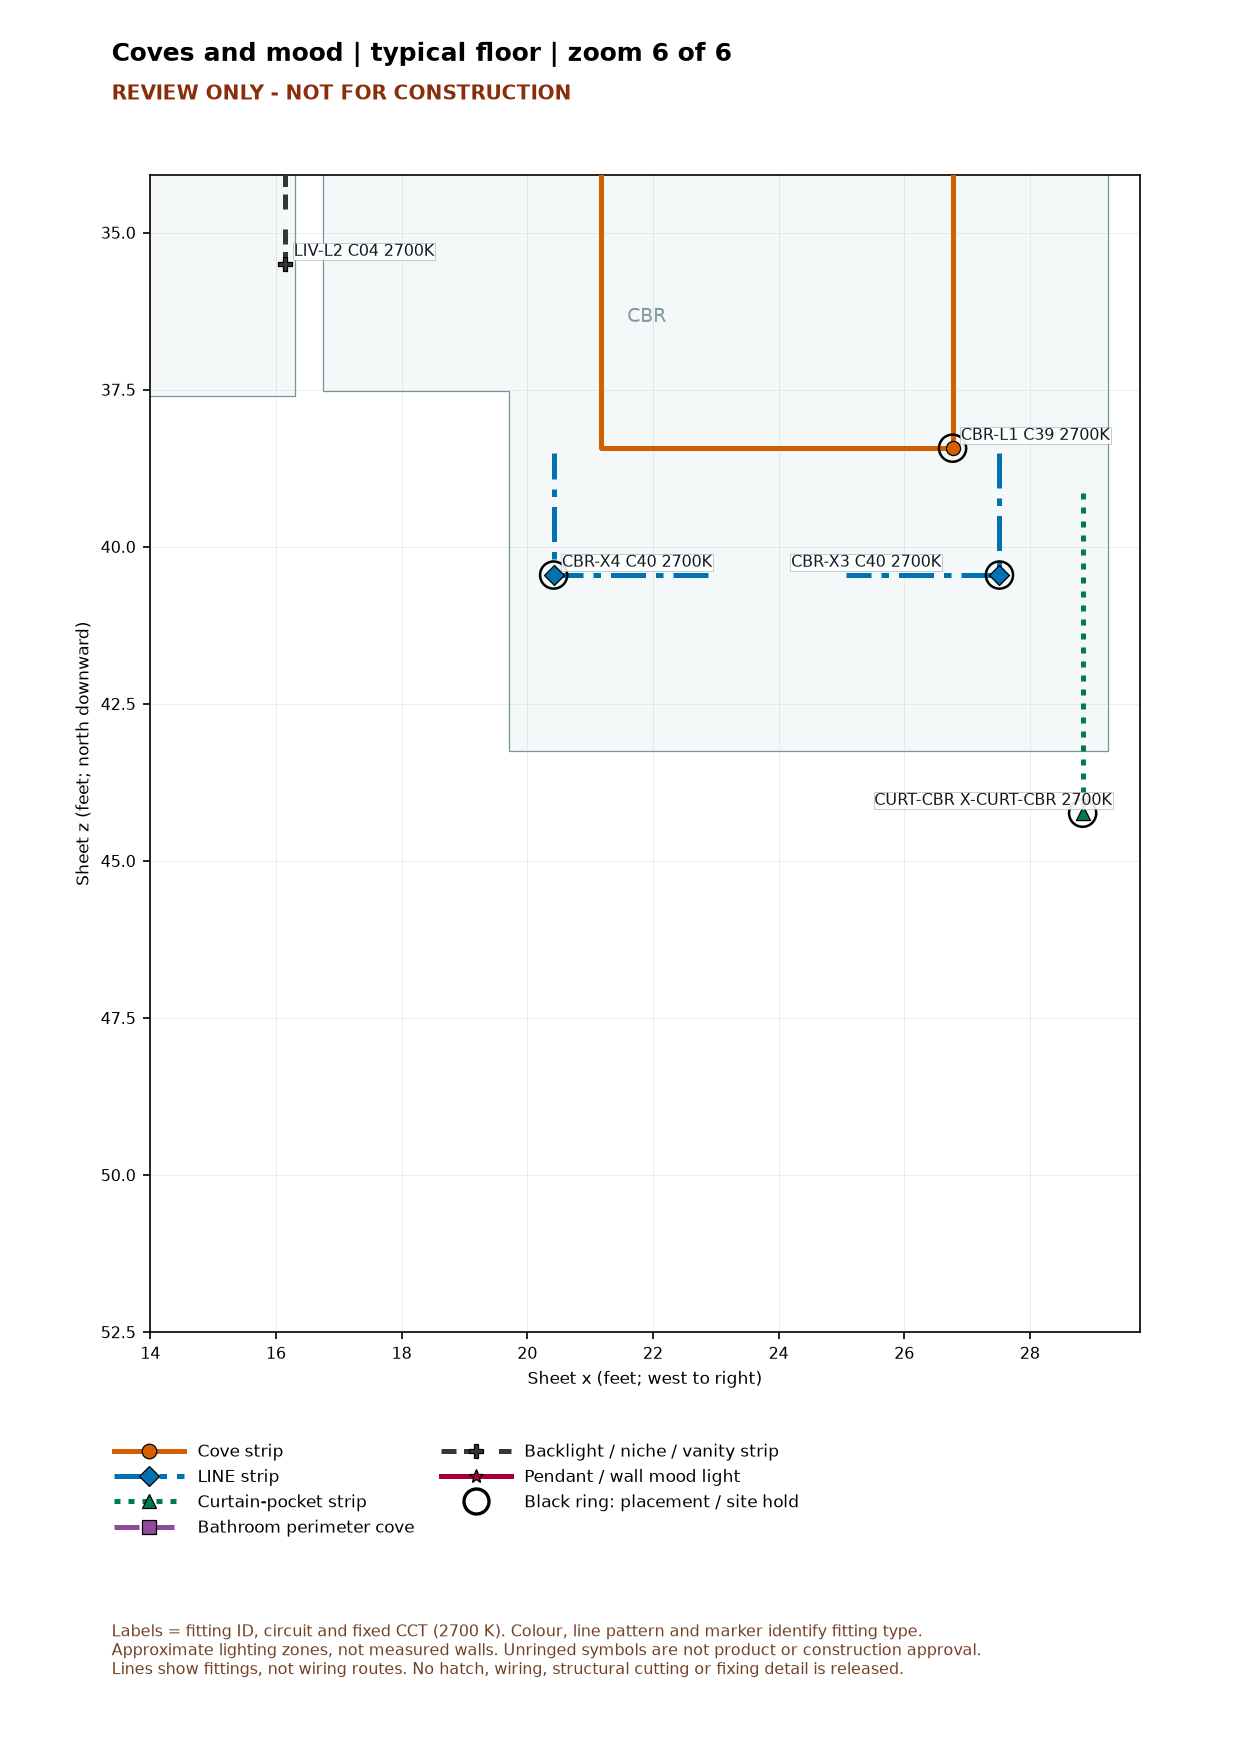 Coves and mood | typical floor | zoom 6 of 6
REVIEW ONLY - NOT FOR CONSTRUCTION
35.0
LIV-L2 C04 2700K
CBR
37.5
CBR-L1 C39 2700K
40.0
CBR-X4 C40 2700K
CBR-X3 C40 2700K
42.5
CURT-CBR X-CURT-CBR 2700K
45.0
47.5
50.0
52.5
Sheet z (feet; north downward)
14 16 18 20 22 24 26 28
Sheet x (feet; west to right)
Cove strip
LINE strip
Curtain-pocket strip
Bathroom perimeter cove
Backlight / niche / vanity strip
Pendant / wall mood light
Black ring: placement / site hold
Labels = fitting ID, circuit and fixed CCT (2700 K). Colour, line pattern and marker identify fitting type.
Approximate lighting zones, not measured walls. Unringed symbols are not product or construction approval.
Lines show fittings, not wiring routes. No hatch, wiring, structural cutting or fixing detail is released.